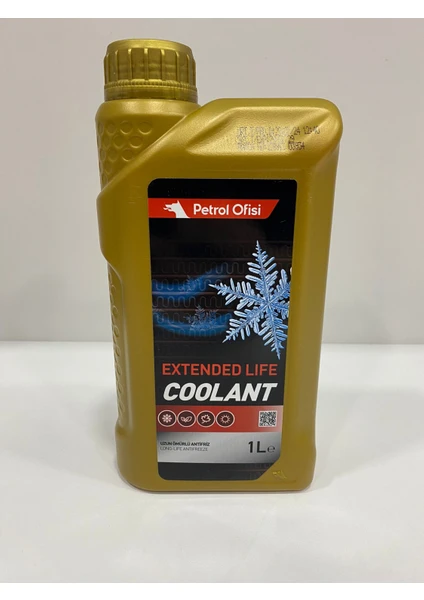 Petrol Ofisi
EXTENDED LIFE
COOLANT
UZUN ÖMÜRLÜ ANTİFRİZ
LONG-LIFE ANTIFREEZE
1L e